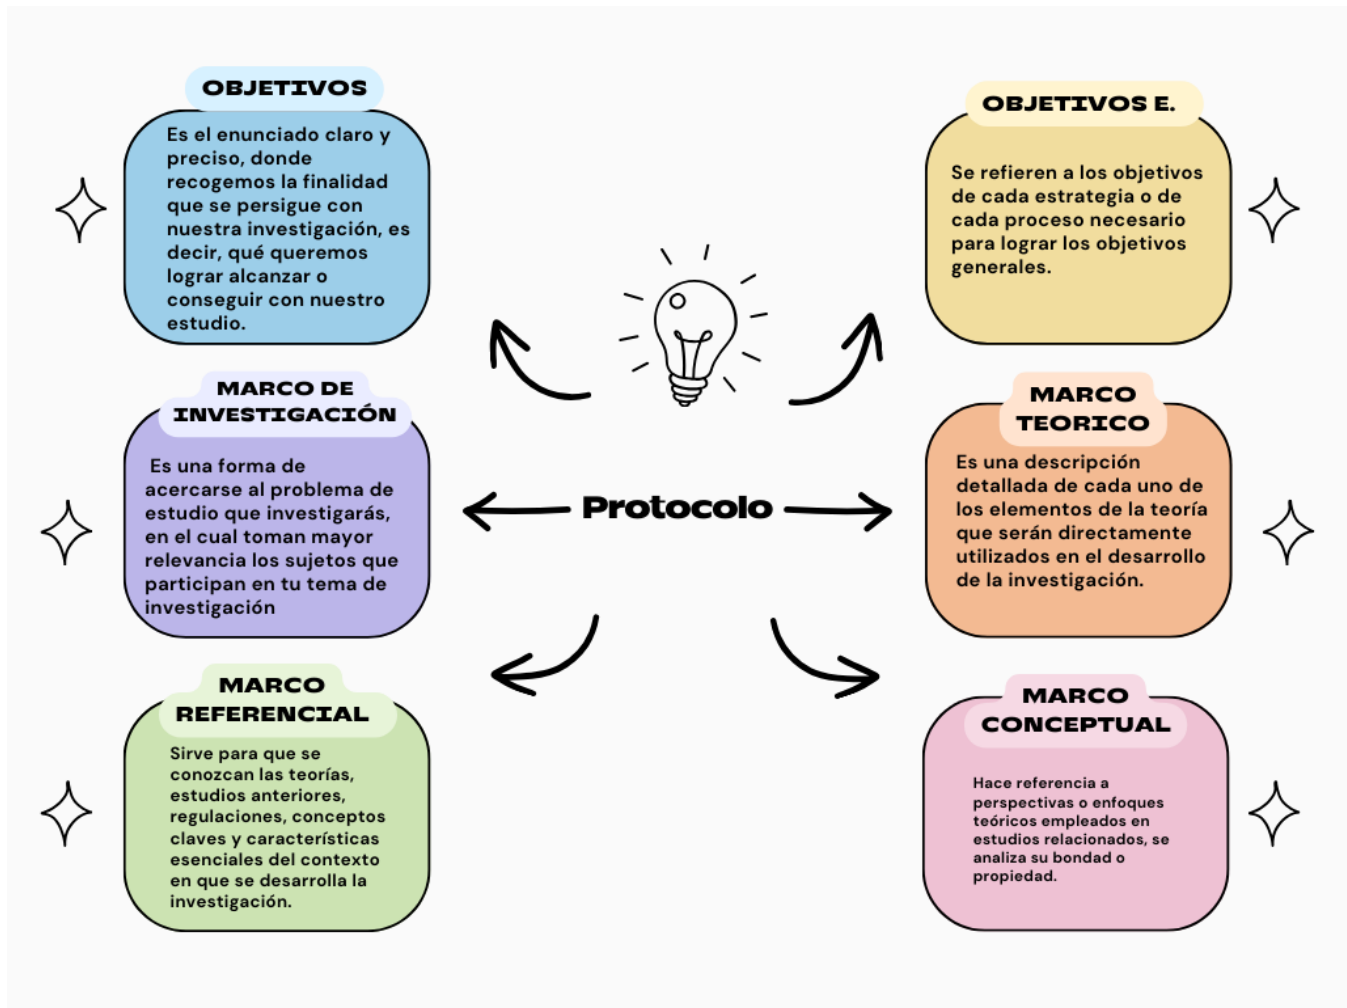 OBJETIVOS
Es el enunciado claro y
preciso, donde
recogemos la finalidad
que se persigue con
nuestra investigación, es
decir, qué queremos
lograr alcanzar o
conseguir con nuestro
estudio.
OBJETIVOS E.
Se refieren a los objetivos
de cada estrategia o de
cada proceso necesario
para lograr los objetivos
generales.
MARCO DE
INVESTIGACIÓN
Es una forma de
acercarse al problema de
estudio que investigarás,
en el cual toman mayor
relevancia los sujetos que
participan en tu tema de
investigación
Protocolo
MARCO
TEORICO
Es una descripción
detallada de cada uno de
los elementos de la teoría
que serán directamente
utilizados en el desarrollo
de la investigación.
MARCO
REFERENCIAL
Sirve para que se
conozcan las teorías,
estudios anteriores,
regulaciones, conceptos
claves y características
esenciales del contexto
en que se desarrolla la
investigación.
MARCO
CONCEPTUAL
Hace referencia a
perspectivas o enfoques
teóricos empleados en
estudios relacionados, se
analiza su bondad o
propiedad.